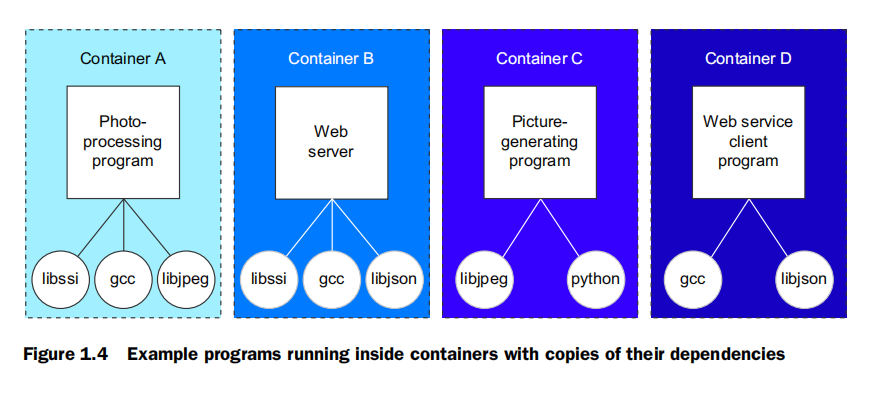 Container A
Container B
Container C
Container D
Photo-
processing
program
Web
server
Picture-
generating
program
Web service
client
program
libssi
gcc
libjpeg
libssi
gcc
libjson
libjpeg
python
gcc
libjson
Figure 1.4 Example programs running inside containers with copies of their dependencies